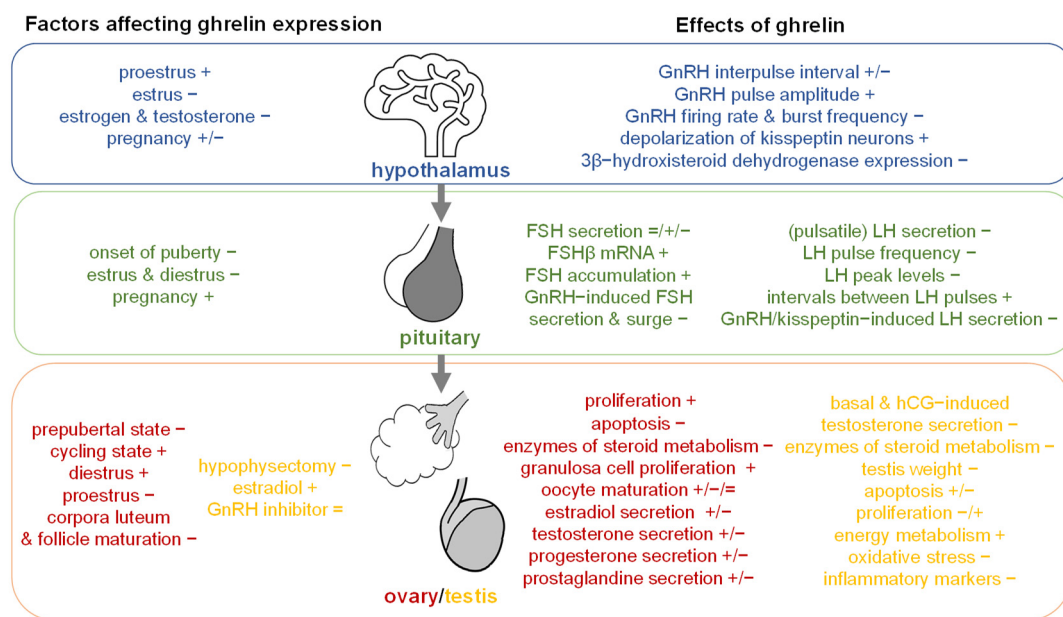 Factors affecting ghrelin expression
Effects of ghrelin
proestrus +
estrus −
estrogen & testosterone −
pregnancy +/−
hypothalamus
GnRH interpulse interval +/−
GnRH pulse amplitude +
GnRH firing rate & burst frequency −
depolarization of kisspeptin neurons +
3β−hydroxisteroid dehydrogenase expression −
onset of puberty −
estrus & diestrus −
pregnancy +
pituitary
FSH secretion =/+/−
FSHβ mRNA +
FSH accumulation +
GnRH−induced FSH
secretion & surge −
(pulsatile) LH secretion −
LH pulse frequency −
LH peak levels −
intervals between LH pulses +
GnRH/kisspeptin−induced LH secretion −
prepubertal state −
cycling state +
diestrus +
proestrus −
corpora luteum
& follicle maturation −
hypophysectomy −
estradiol +
GnRH inhibitor =
ovary/testis
proliferation +
apoptosis −
enzymes of steroid metabolism −
granulosa cell proliferation +
oocyte maturation +/−/=
estradiol secretion +/−
testosterone secretion +/−
progesterone secretion +/−
prostaglandine secretion +/−
basal & hCG−induced
testosterone secretion −
enzymes of steroid metabolism −
testis weight −
apoptosis +/−
proliferation −/+
energy metabolism +
oxidative stress −
inflammatory markers −